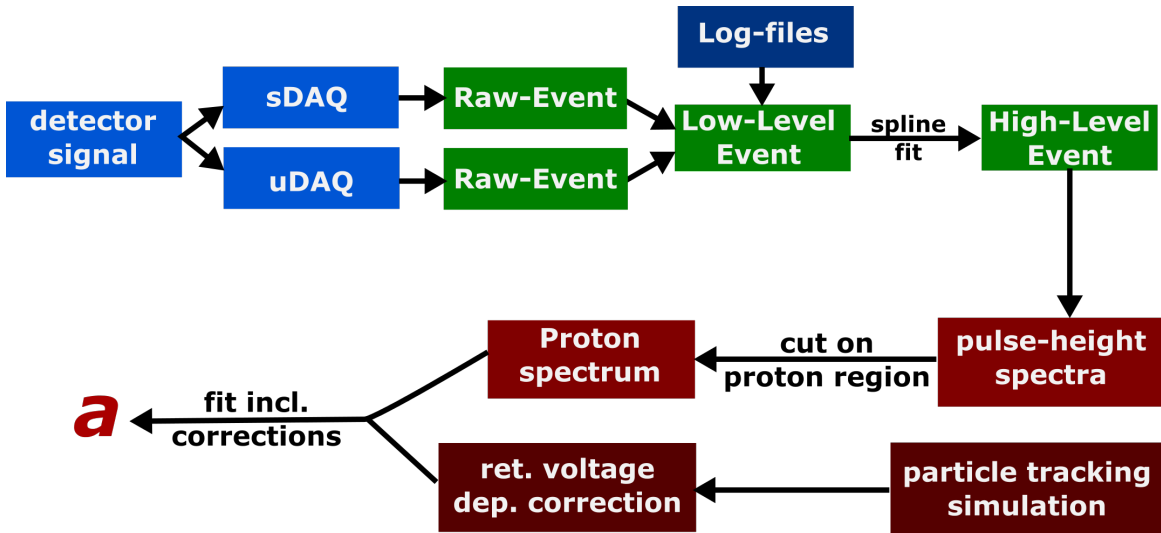 Log-files
detector
signal
sDAQ
Raw-Event
uDAQ
Raw-Event
Low-Level
Event
spline
fit
High-Level
Event
pulse-height
spectra
cut on
proton region
Proton
spectrum
particle tracking
simulation
ret. voltage
dep. correction
fit incl.
corrections
a